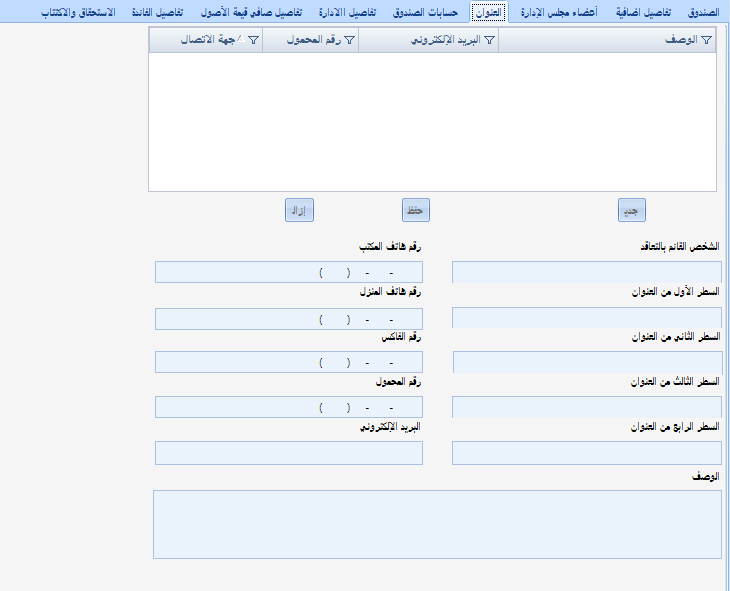 الصندوق تفاصيل اضافية أعضاء مجلس الإدارة العنوان حسابات الصندوق تفاصيل االادارة تفاصيل صافي قيمة الأصول تفاصيل الفائدة الاستحقاق والاكتتاب
الوصف البريد الإلكتروني رقم المحمول جهة الاتصال
جديد حفظ إزالة
الشخص القائم بالتعاقد رقم هاتف المكتب
( ) - -
السطر الأول من العنوان رقم هاتف المنزل
( ) - -
السطر الثاني من العنوان رقم الفاكس
( ) - -
السطر الثالث من العنوان رقم المحمول
( ) - -
السطر الرابع من العنوان البريد الإلكتروني
الوصف